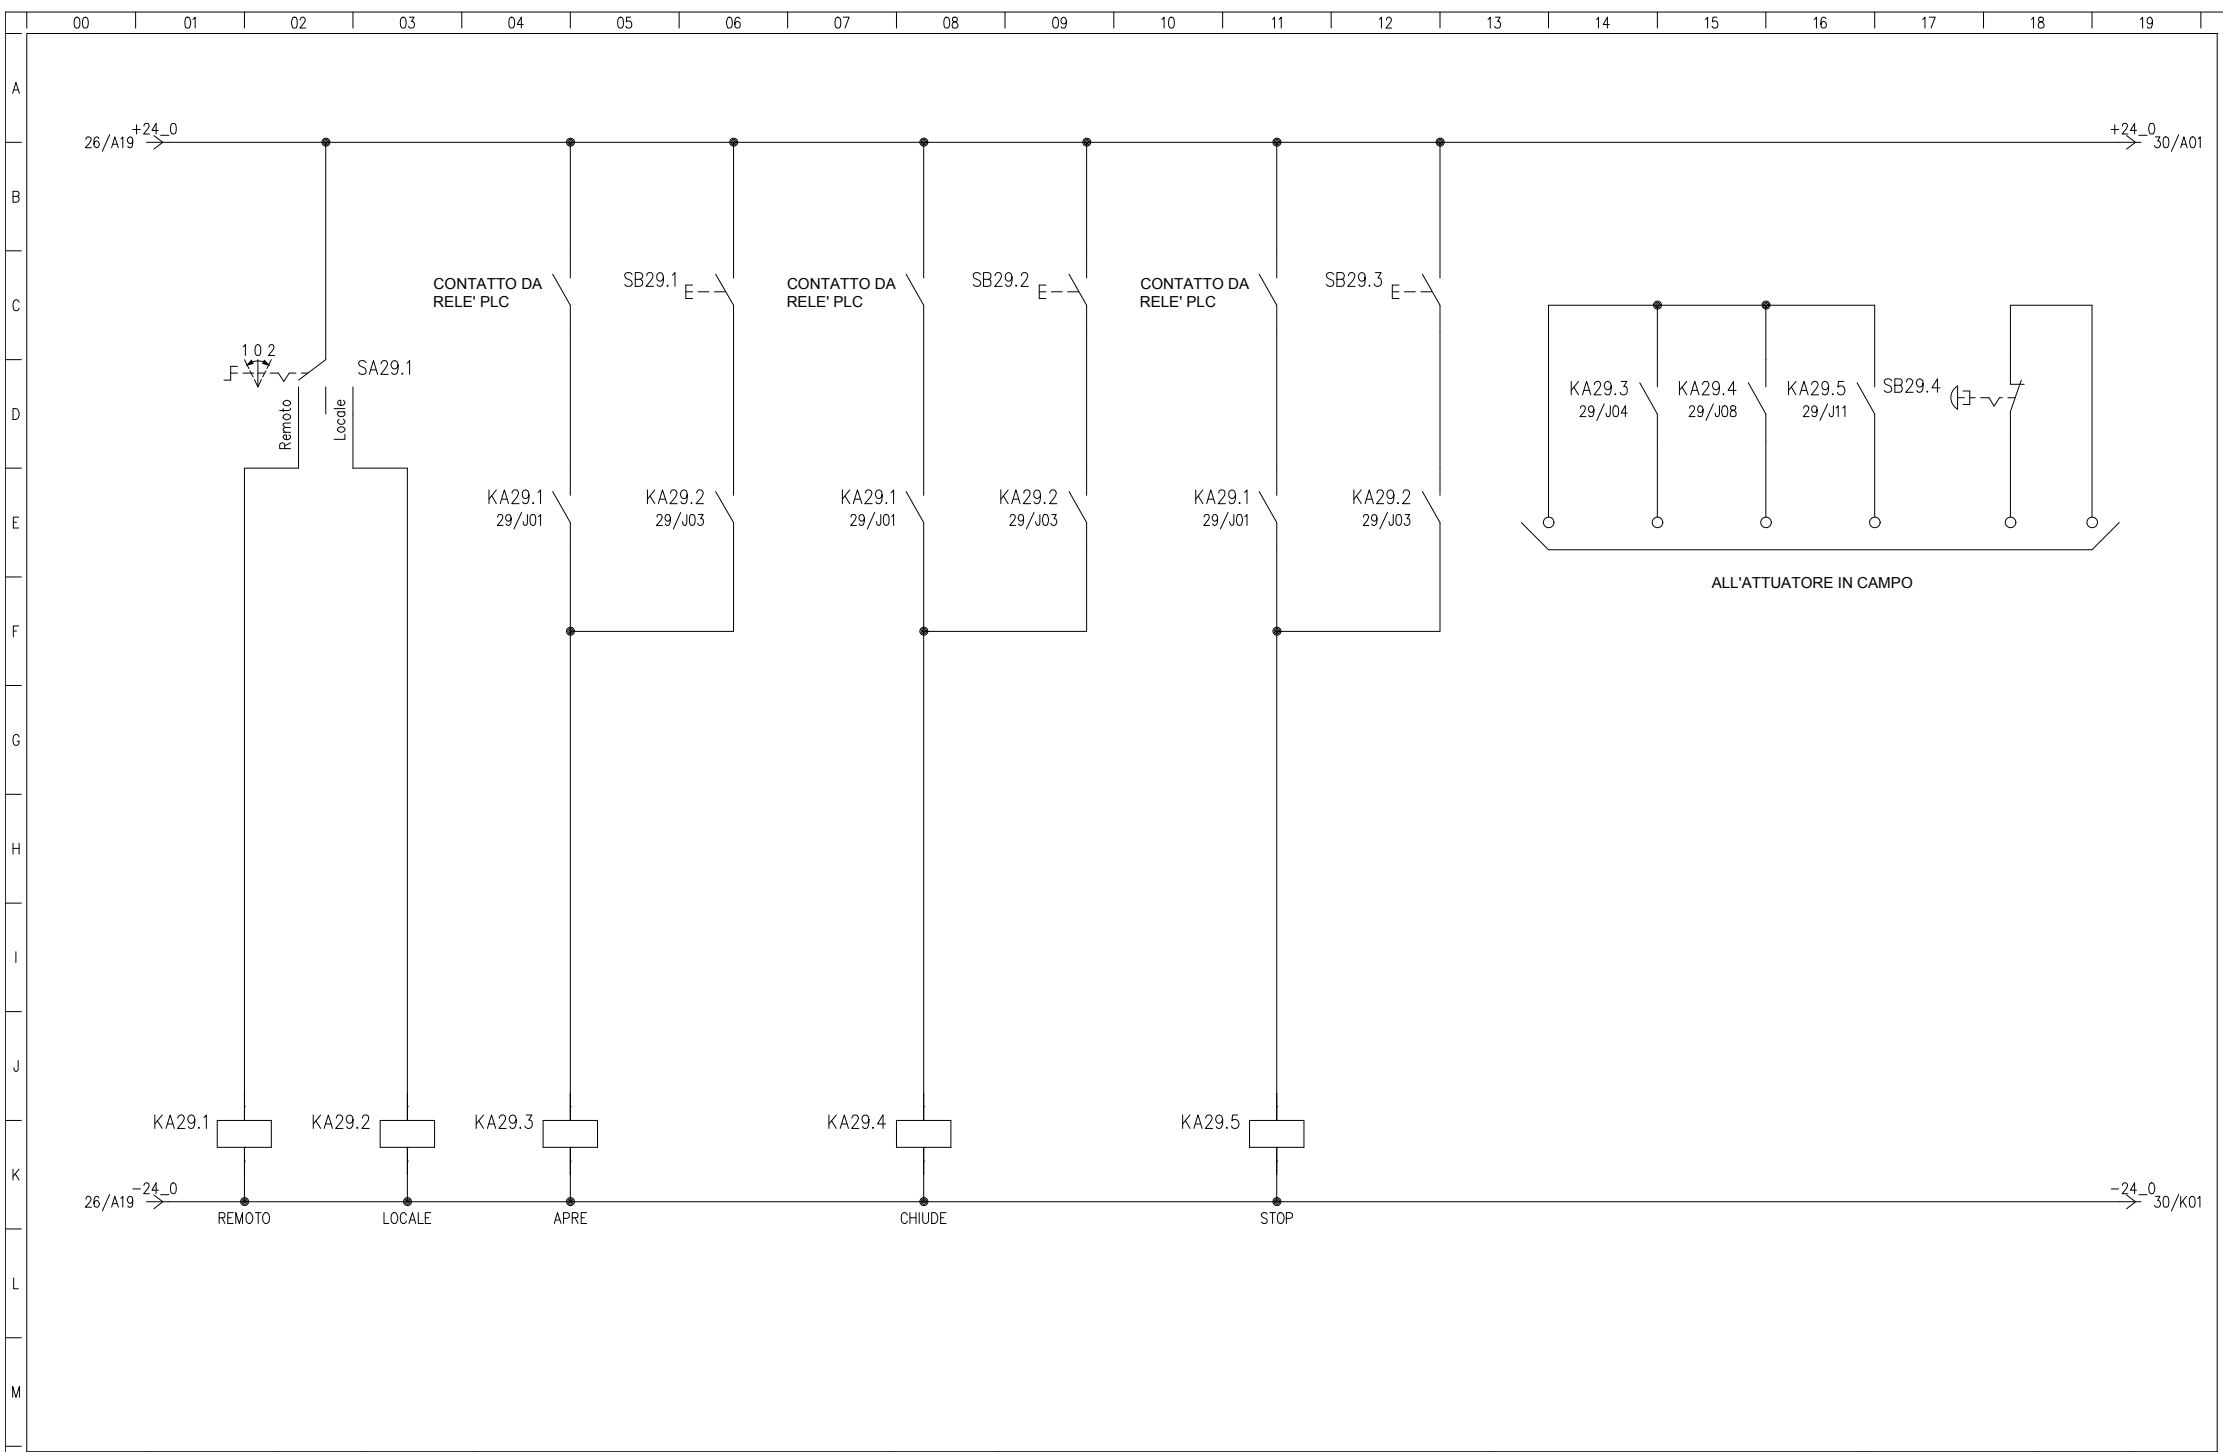 00 01 02 03 04 05 06 07 08 09 10 11 12 13 14 15 16 17 18 19
A
+24_0
26/A19
+24_0
30/A01
B
CONTATTO DA
RELE' PLC
SB29.1
CONTATTO DA
RELE' PLC
SB29.2
CONTATTO DA
RELE' PLC
SB29.3
C
1 0 2
SA29.1
Remoto
Locale
KA29.3
29/J04
KA29.4
29/J08
KA29.5
29/J11
SB29.4
D
KA29.1
29/J01
KA29.2
29/J03
KA29.1
29/J01
KA29.2
29/J03
KA29.1
29/J01
KA29.2
29/J03
E
ALL'ATTUATORE IN CAMPO
F
G
H
I
J
KA29.1
KA29.2
KA29.3
KA29.4
KA29.5
K
-24_0
26/A19
-24_0
30/K01
REMOTO
LOCALE
APRE
CHIUDE
STOP
L
M